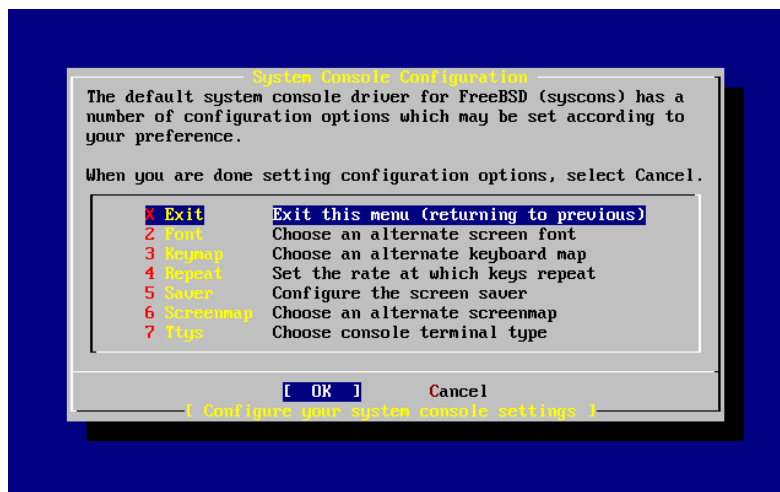 System Console Configuration
The default system console driver for FreeBSD (syscons) has a
number of configuration options which may be set according to
your preference.
When you are done setting configuration options, select Cancel.
X Exit Exit this menu (returning to previous)
2 Font Choose an alternate screen font
3 Keymap Choose an alternate keyboard map
4 Repeat Set the rate at which keys repeat
5 Saver Configure the screen saver
6 Screenmap Choose an alternate screenmap
7 Ttys Choose console terminal type
[ OK ] Cancel
[ Configure your system console settings ]